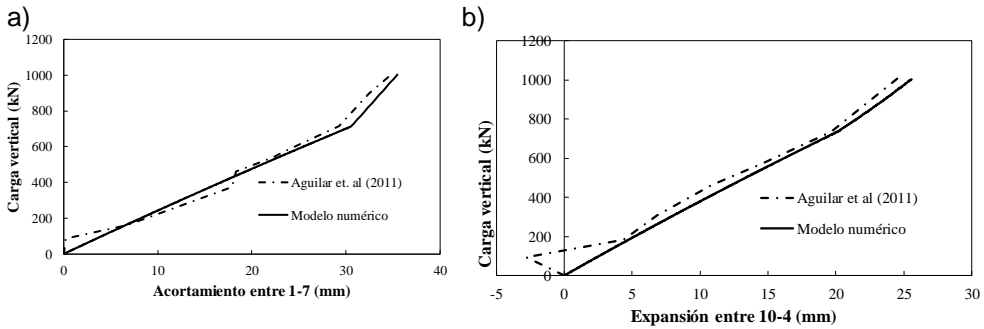 a)
1200
1000
800
600
400
200
0
Carga vertical (kN)
Aguilar et. al (2011)
Modelo numérico
0 10 20 30 40
Acortamiento entre 1-7 (mm)
b)
1200
1000
800
600
400
200
0
Carga vertical (kN)
Aguilar et al (2011)
Modelo numérico
-5 0 5 10 15 20 25 30
Expansión entre 10-4 (mm)